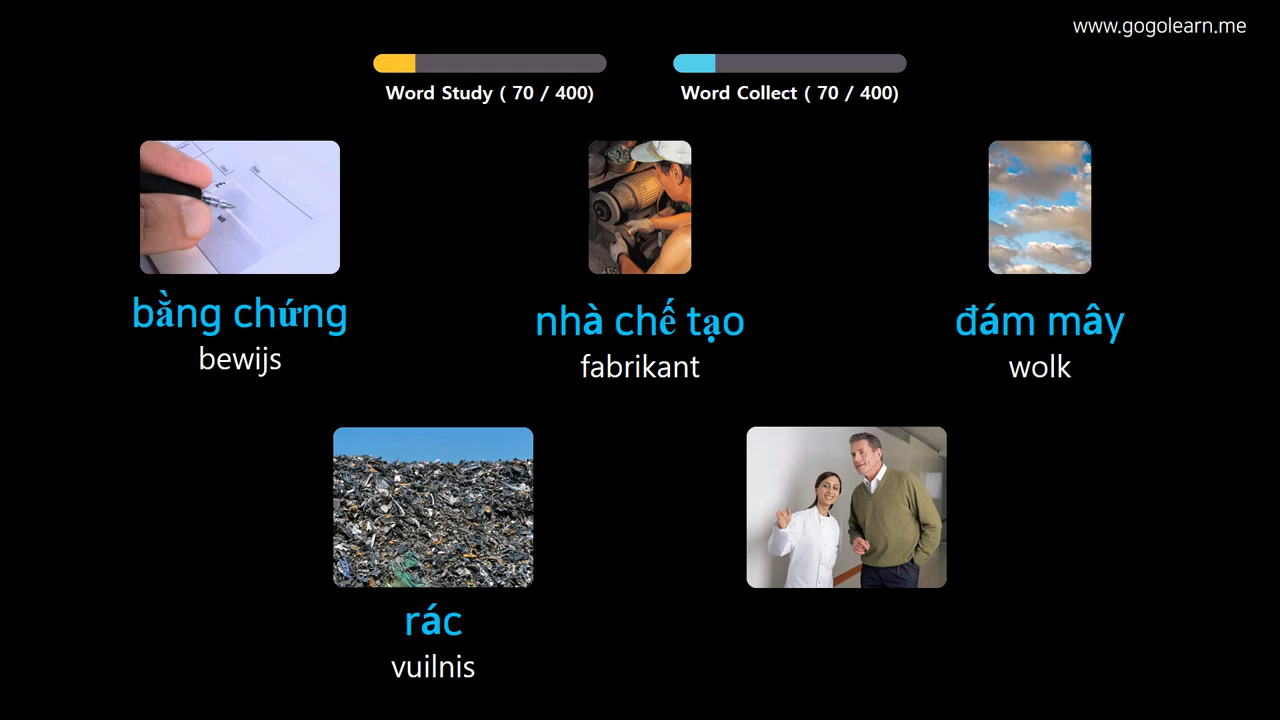 www.gogolearn.me
Word Study ( 70 / 400)
Word Collect ( 70 / 400)
bằng chứng
bewijs
nhà chế tạo
fabrikant
đám mây
wolk
rác
vuilnis